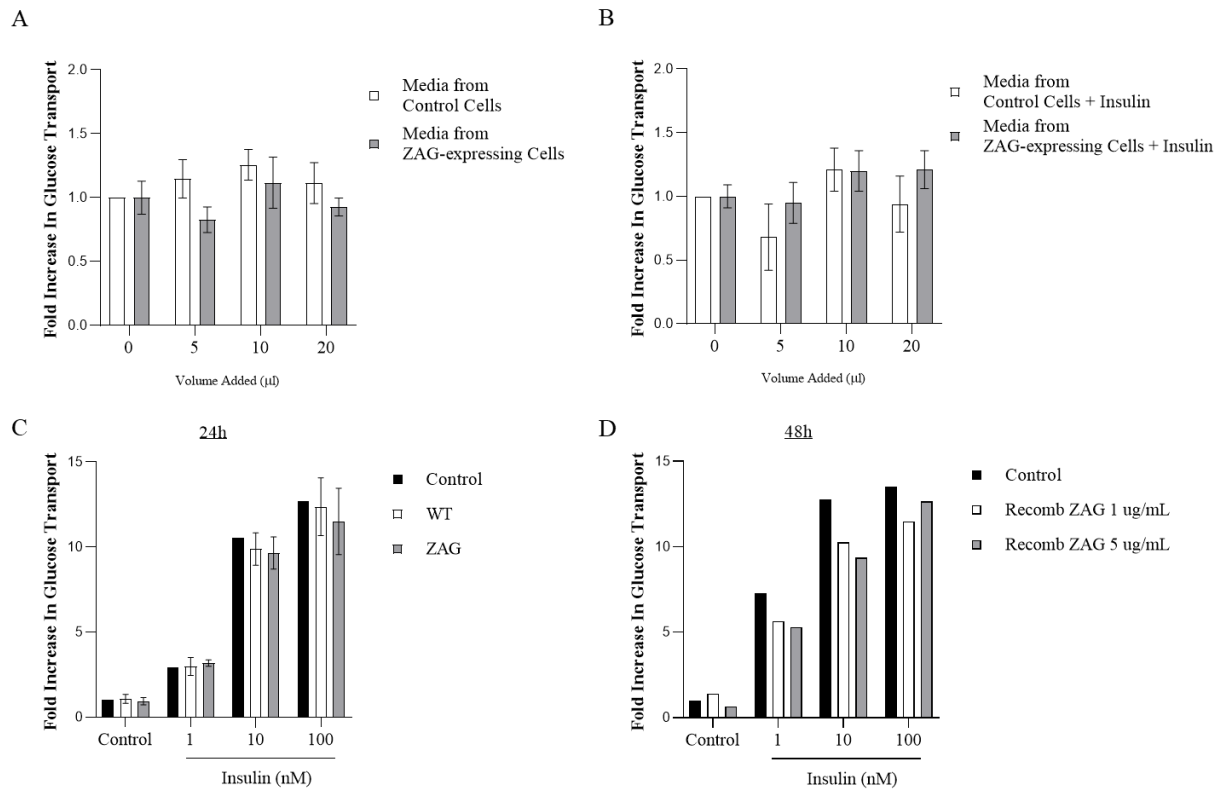 A
Fold Increase In Glucose Transport
2.0
1.5
1.0
0.5
0.0
0 5 10 20
Volume Added (µl)
Media from
Control Cells
Media from
ZAG-expressing Cells
B
Fold Increase In Glucose Transport
2.0
1.5
1.0
0.5
0.0
0 5 10 20
Volume Added (µl)
Media from
Control Cells + Insulin
Media from
ZAG-expressing Cells + Insulin
C
24h
Fold Increase In Glucose Transport
15
10
5
0
Control 1 10 100
Insulin (nM)
Control
WT
ZAG
D
48h
Fold Increase In Glucose Transport
15
10
5
0
Control 1 10 100
Insulin (nM)
Control
Recomb ZAG 1 ug/mL
Recomb ZAG 5 ug/mL